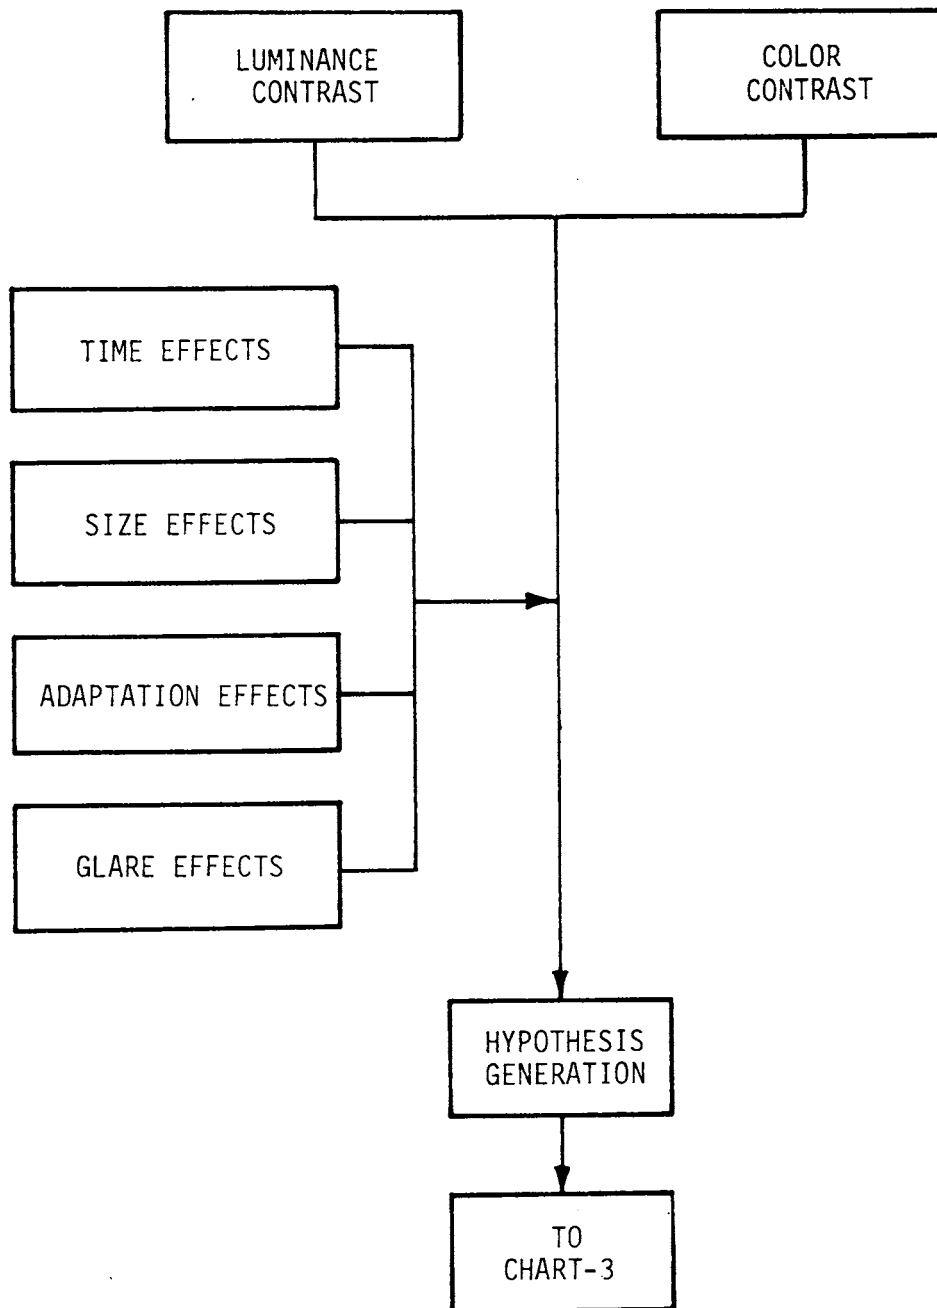 LUMINANCE
CONTRAST
COLOR
CONTRAST
TIME EFFECTS
SIZE EFFECTS
ADAPTATION EFFECTS
GLARE EFFECTS
HYPOTHESIS
GENERATION
TO
CHART-3